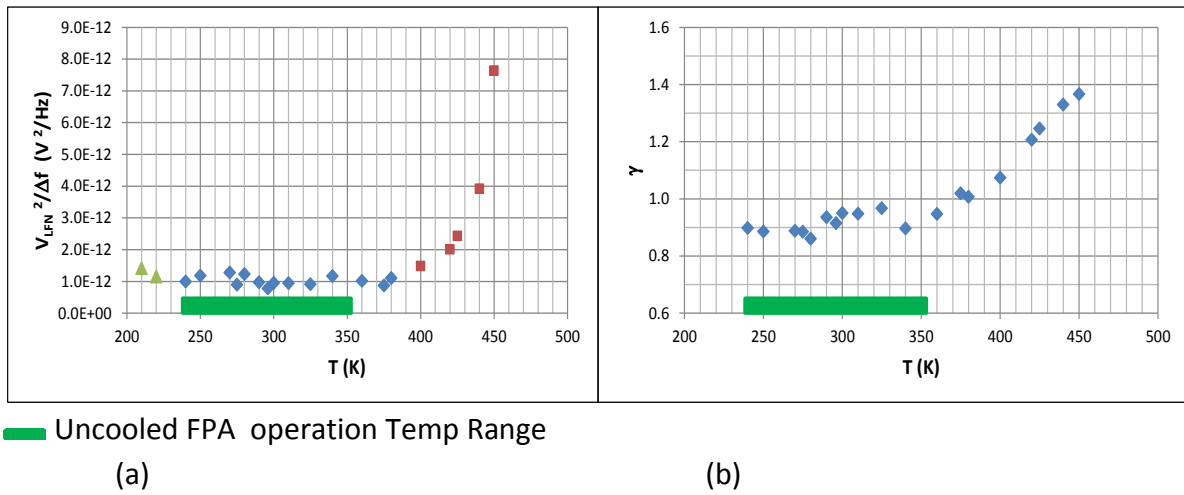 9.0E-12
8.0E-12
7.0E-12
6.0E-12
5.0E-12
4.0E-12
3.0E-12
2.0E-12
1.0E-12
0.0E+00
V_LFN ²/Δf (V ²/Hz)
200 250 300 350 400 450 500
T (K)
1.6
1.4
1.2
1.0
0.8
0.6
γ
200 250 300 350 400 450 500
T (K)
Uncooled FPA operation Temp Range
(a) (b)